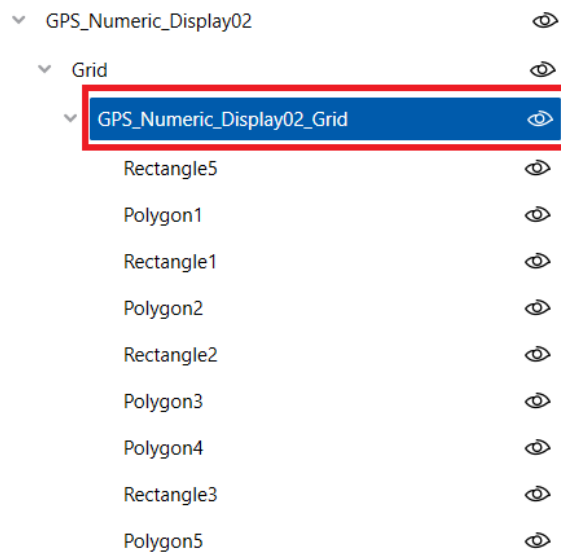 GPS_Numeric_Display02
Grid
GPS_Numeric_Display02_Grid
Rectangle5
Polygon1
Rectangle1
Polygon2
Rectangle2
Polygon3
Polygon4
Rectangle3
Polygon5